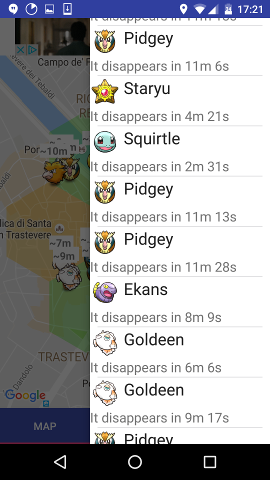 17:21
It disappears in 11m 18s
Campo de'
Pidgey
It disappears in 11m 6s
Staryu
It disappears in 4m 21s
Squirtle
It disappears in 2m 31s
~10m
Pidgey
It disappears in 11m 13s
lica di Santa
Trastevere
Pidgey
~7m
~9m
It disappears in 11m 28s
Ekans
It disappears in 8m 9s
Goldeen
TRASTEV
It disappears in 6m 6s
Goldeen
Dandolo
Google
It disappears in 9m 17s
MAP
Pidgey